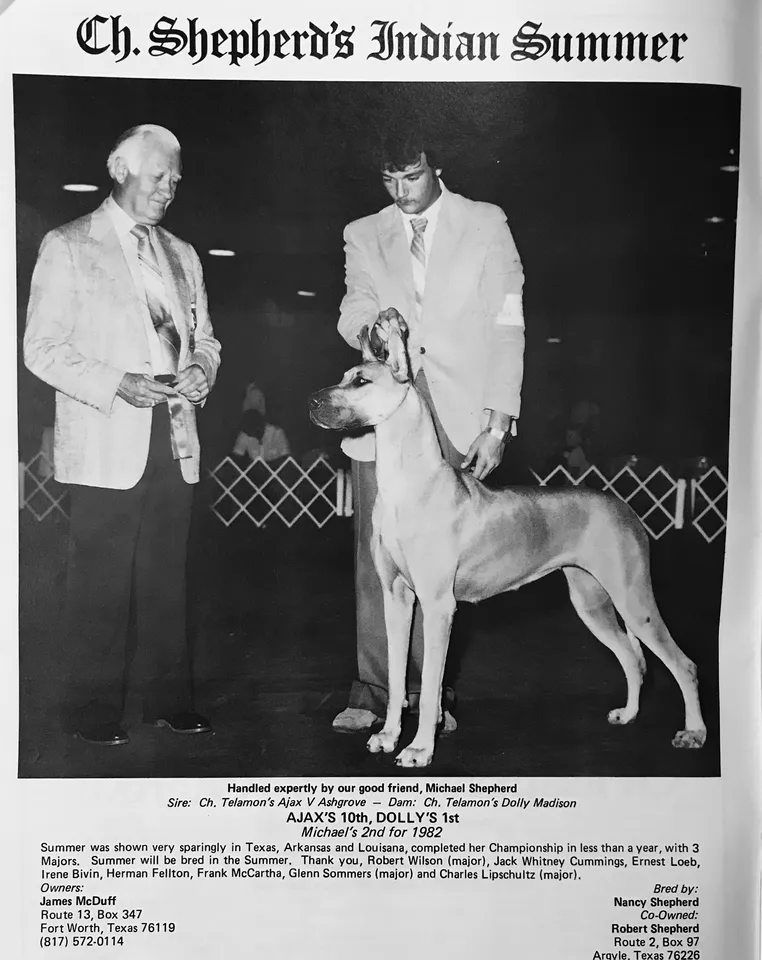 Ch. Shepherd's Indian Summer
Handled expertly by our good friend, Michael Shepherd
Sire: Ch. Telamon's Ajax V Ashgrove — Dam: Ch. Telamon's Dolly Madison
AJAX'S 10th, DOLLY'S 1st
Michael's 2nd for 1982
Summer was shown very sparingly in Texas, Arkansas and Louisana, completed her Championship in less than a year, with 3
Majors. Summer will be bred in the Summer. Thank you, Robert Wilson (major), Jack Whitney Cummings, Ernest Loeb,
Irene Bivin, Herman Fellton, Frank McCartha, Glenn Sommers (major) and Charles Lipschultz (major).
Owners:
James McDuff
Route 13, Box 347
Fort Worth, Texas 76119
(817) 572-0114
Bred by:
Nancy Shepherd
Co-Owned:
Robert Shepherd
Route 2, Box 97
Argyle, Texas 76226